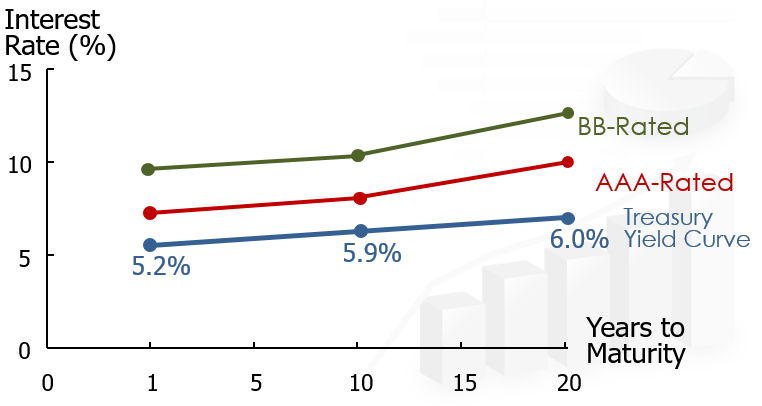 Interest
Rate (%)
15
BB-Rated
10
AAA-Rated
Treasury
Yield Curve
5.2%
5.9%
6.0%
5
Years to
Maturity
0
0 1 5 10 15 20